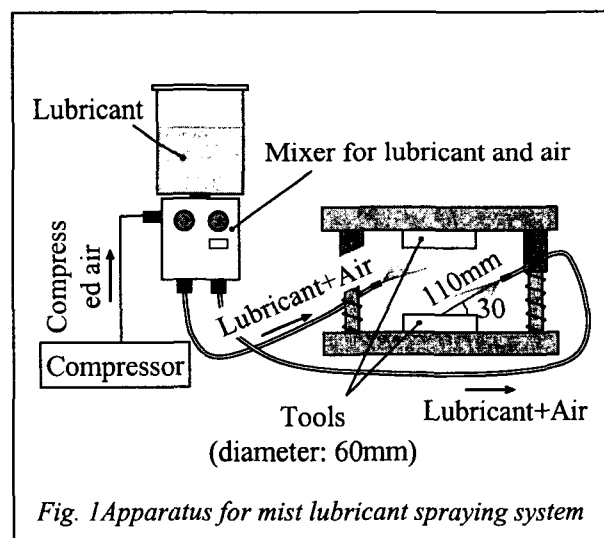 Lubricant
Mixer for lubricant and air
Compress
ed air
Lubricant+Air
110mm
30
Compressor
Tools
(diameter: 60mm)
Lubricant+Air
Fig. 1Apparatus for mist lubricant spraying system